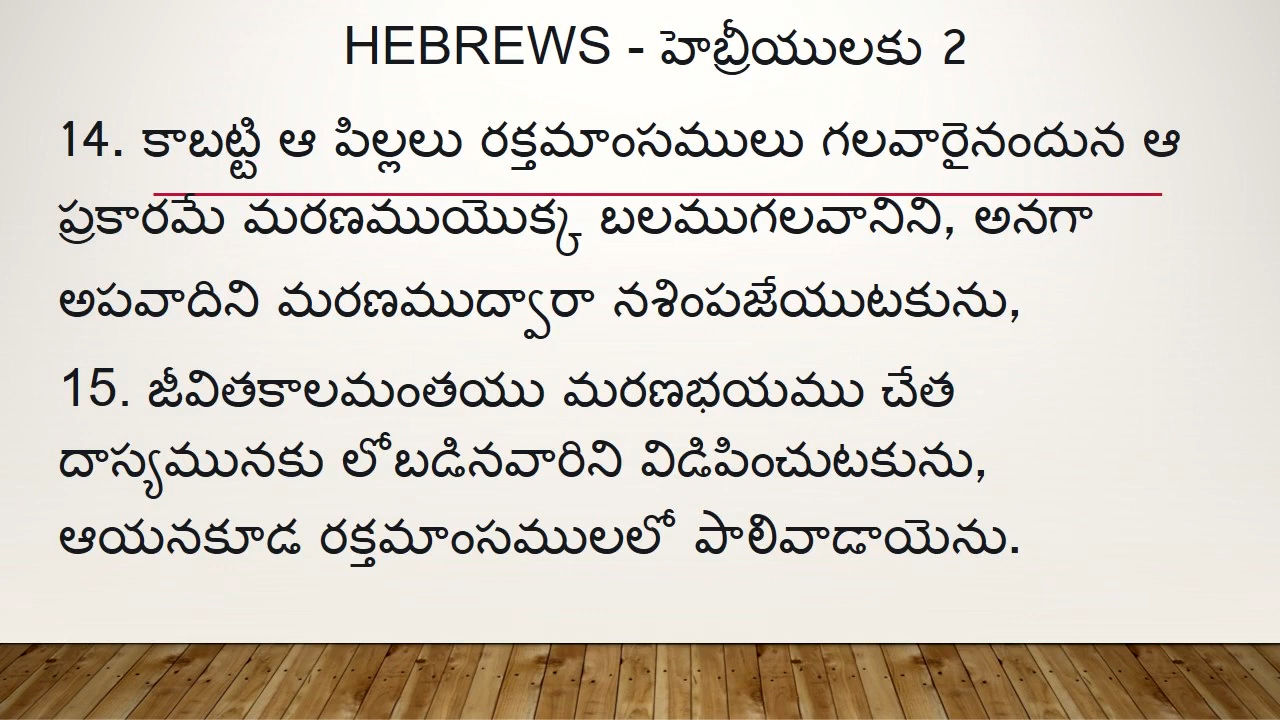 HEBREWS - హెబ్రీయులకు 2
14. కాబట్టి ఆ పిల్లలు రక్తమాంసములు గలవారైనందున ఆ
ప్రకారమే మరణముయొక్క బలముగలవానిని, అనగా
అపవాదిని మరణముద్వారా నశింపజేయుటకును,
15. జీవితకాలమంతయు మరణభయము చేత
దాస్యమునకు లోబడినవారిని విడిపించుటకును,
ఆయనకూడ రక్తమాంసములలో పాలివాడాయెను.